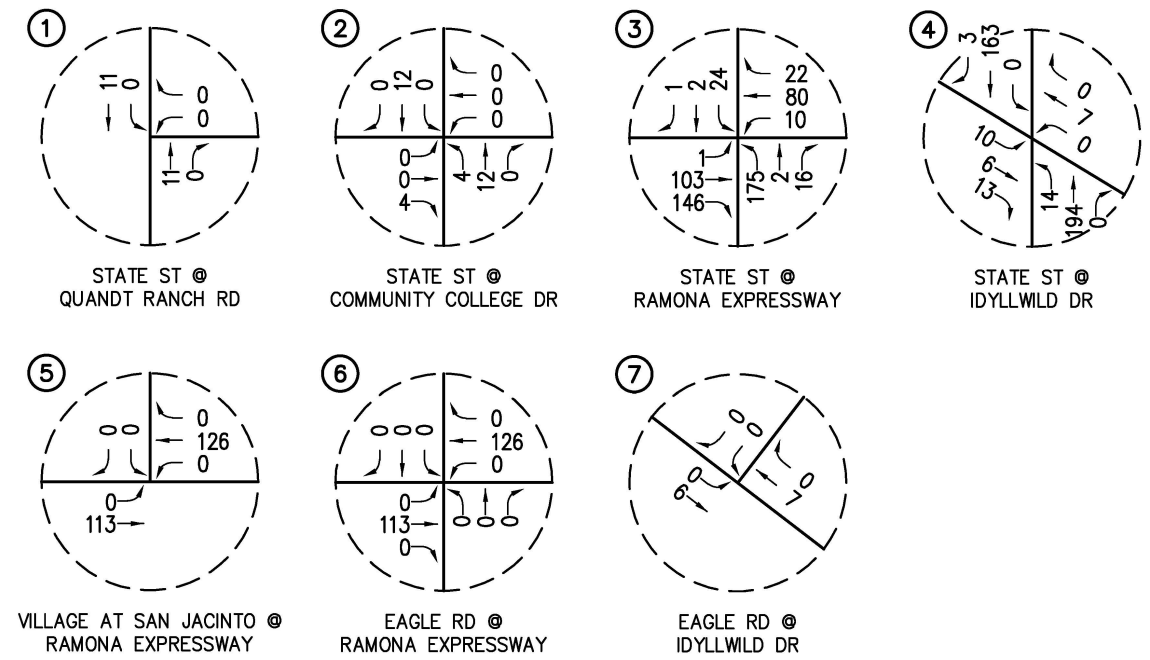 1
11 0
0
0
11 0
STATE ST @
QUANDT RANCH RD
2
0 12 0
0
0
0
0
0
4
4 12 0
STATE ST @
COMMUNITY COLLEGE DR
3
1 2 24
22
80
10
1
103
146
175 2 16
STATE ST @
RAMONA EXPRESSWAY
4
3 163 0
0
7
0
10
6
13
14 194 0
STATE ST @
IDYLLWILD DR
5
0 0
0
126
0
0
113
VILLAGE AT SAN JACINTO @
RAMONA EXPRESSWAY
6
0 0 0
0
126
0
0
113
0
0 0 0
EAGLE RD @
RAMONA EXPRESSWAY
7
0 0
0
7
0
6
EAGLE RD @
IDYLLWILD DR